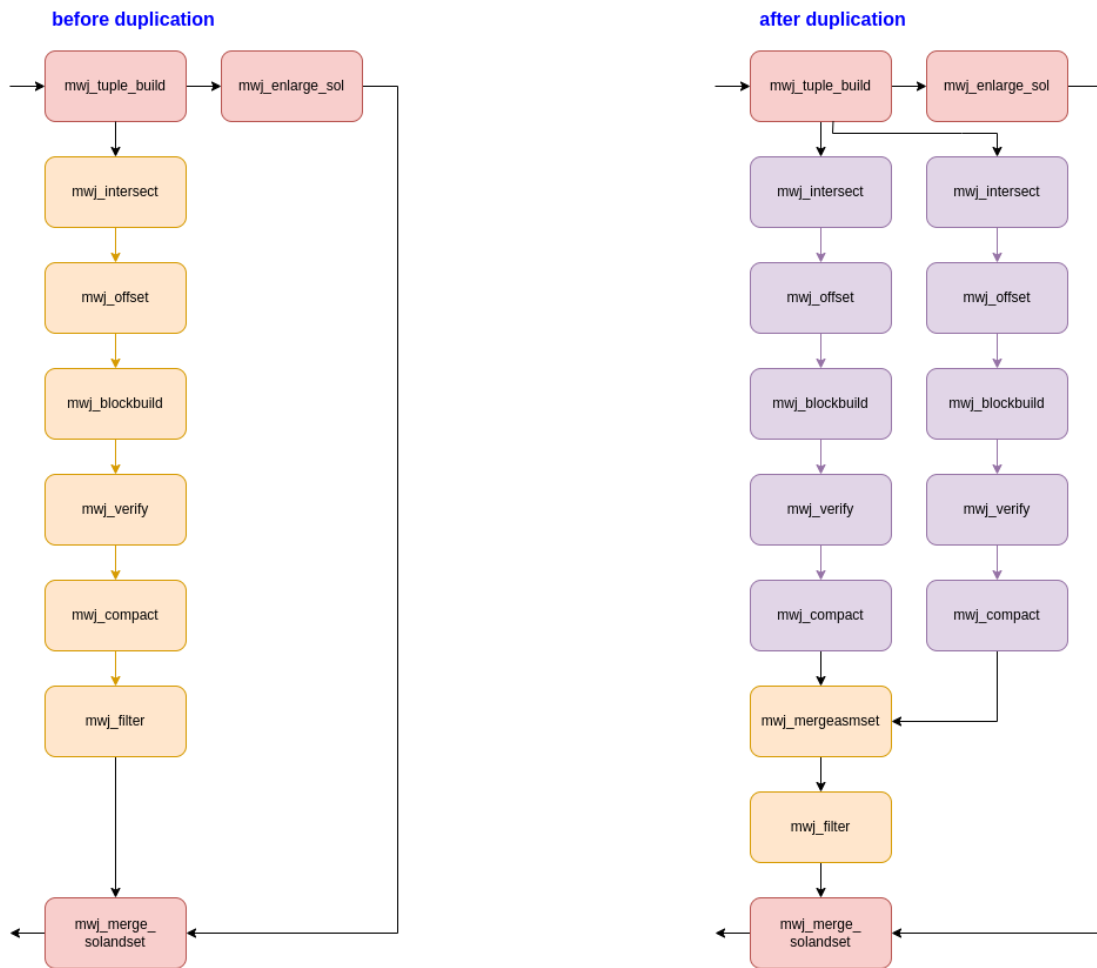 before duplication
mwj_tuple_build
mwj_enlarge_sol
mwj_intersect
mwj_offset
mwj_blockbuild
mwj_verify
mwj_compact
mwj_filter
mwj_merge_
solandset
after duplication
mwj_tuple_build
mwj_enlarge_sol
mwj_intersect
mwj_intersect
mwj_offset
mwj_offset
mwj_blockbuild
mwj_blockbuild
mwj_verify
mwj_verify
mwj_compact
mwj_compact
mwj_mergeasmset
mwj_filter
mwj_merge_
solandset